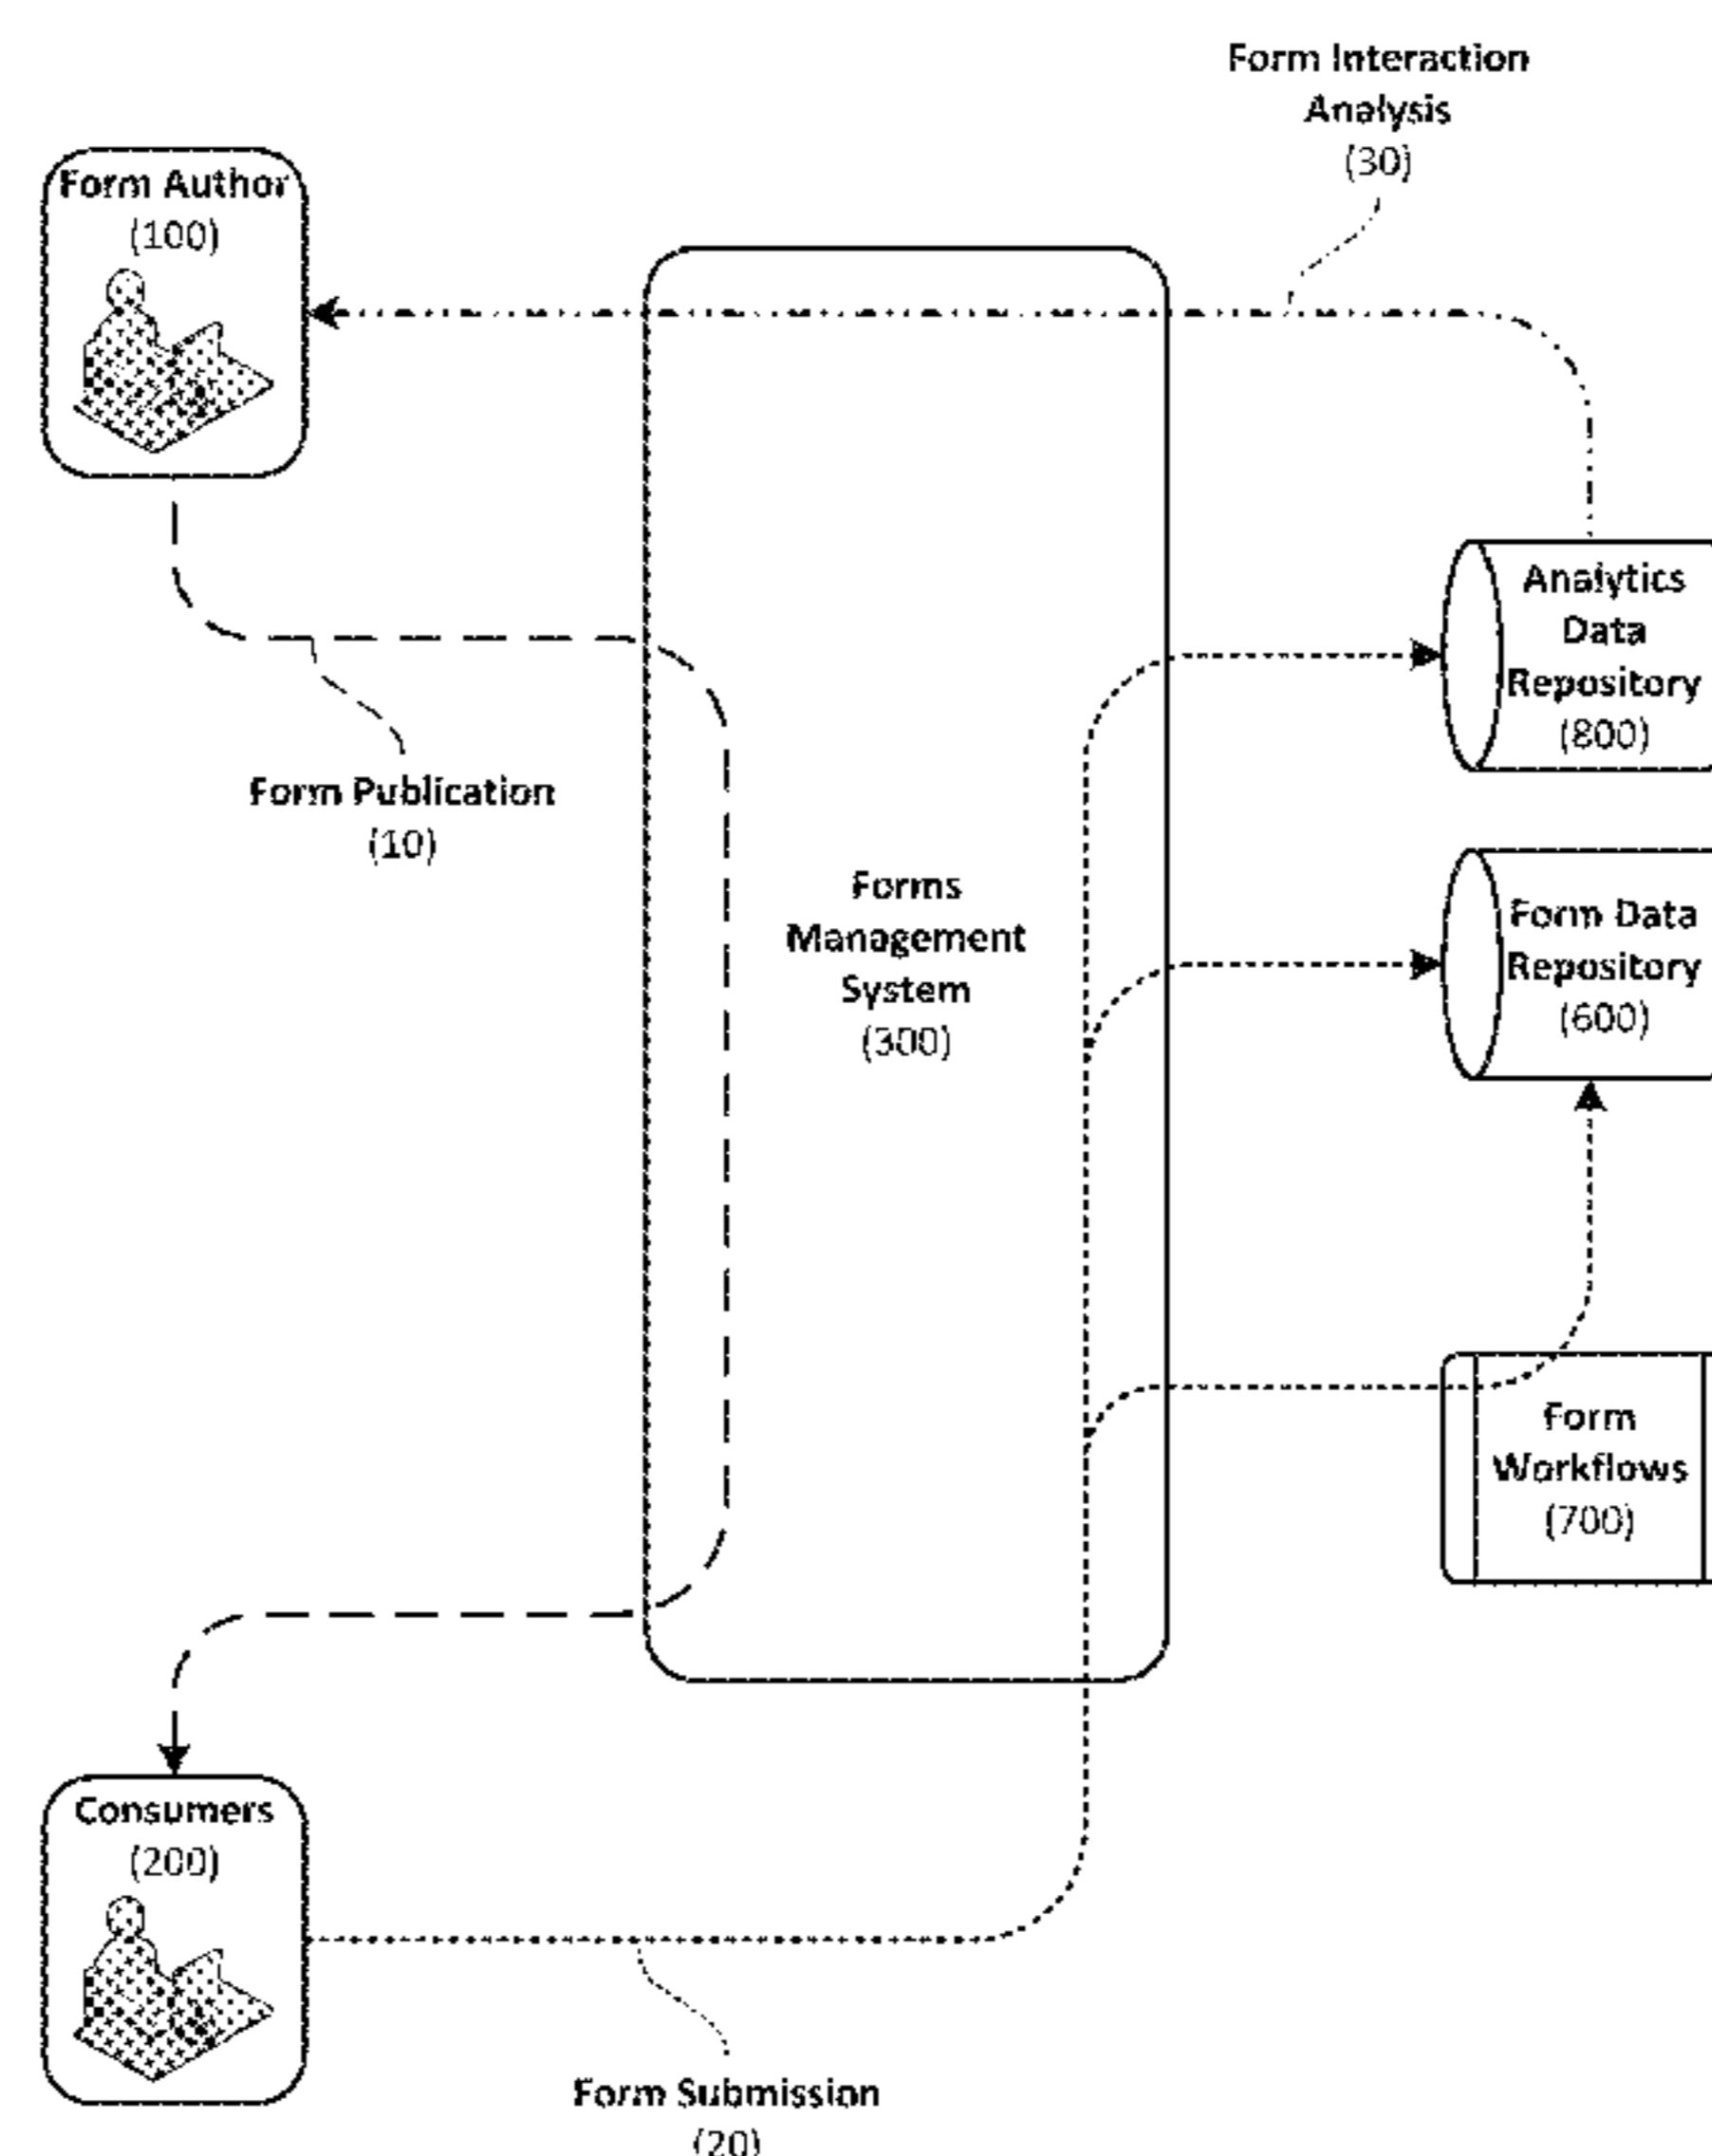 Form Interaction
Analysis
(30)
Form Author
(100)
Analytics
Data
Repository
(800)
Form Publication
(10)
Forms
Management
System
(300)
Form Data
Repository
(600)
Form
Workflows
(700)
Consumers
(200)
Form Submission
(20)